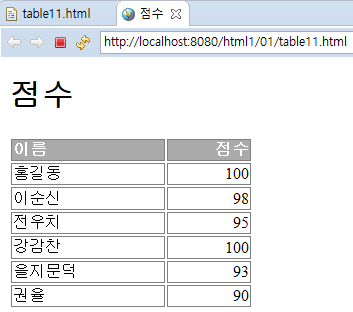 table11.html 점수
http://localhost:8080/html1/01/table11.html
점수
이름 점수
홍길동 100
이순신 98
전우치 95
강감찬 100
을지문덕 93
권율 90